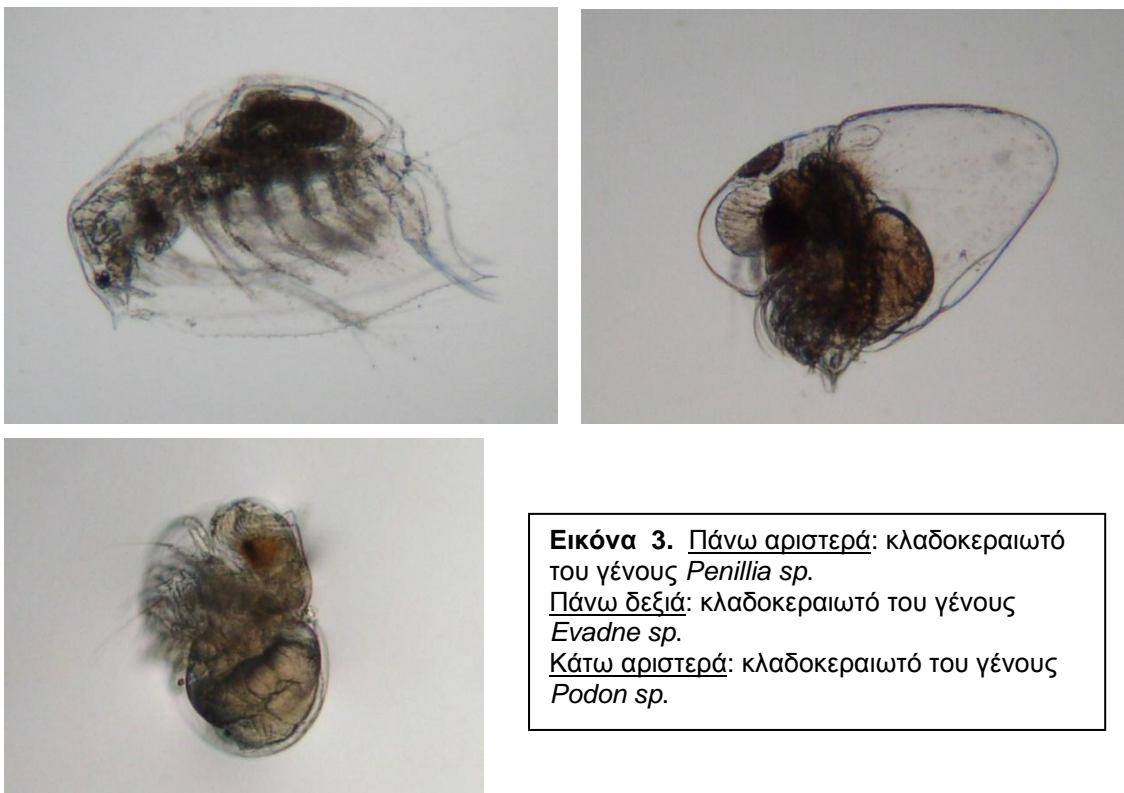 Εικόνα 3. Πάνω αριστερά: κλαδοκεραιωτό
του γένους Penillia sp.
Πάνω δεξιά: κλαδοκεραιωτό του γένους
Evadne sp.
Κάτω αριστερά: κλαδοκεραιωτό του γένους
Podon sp.